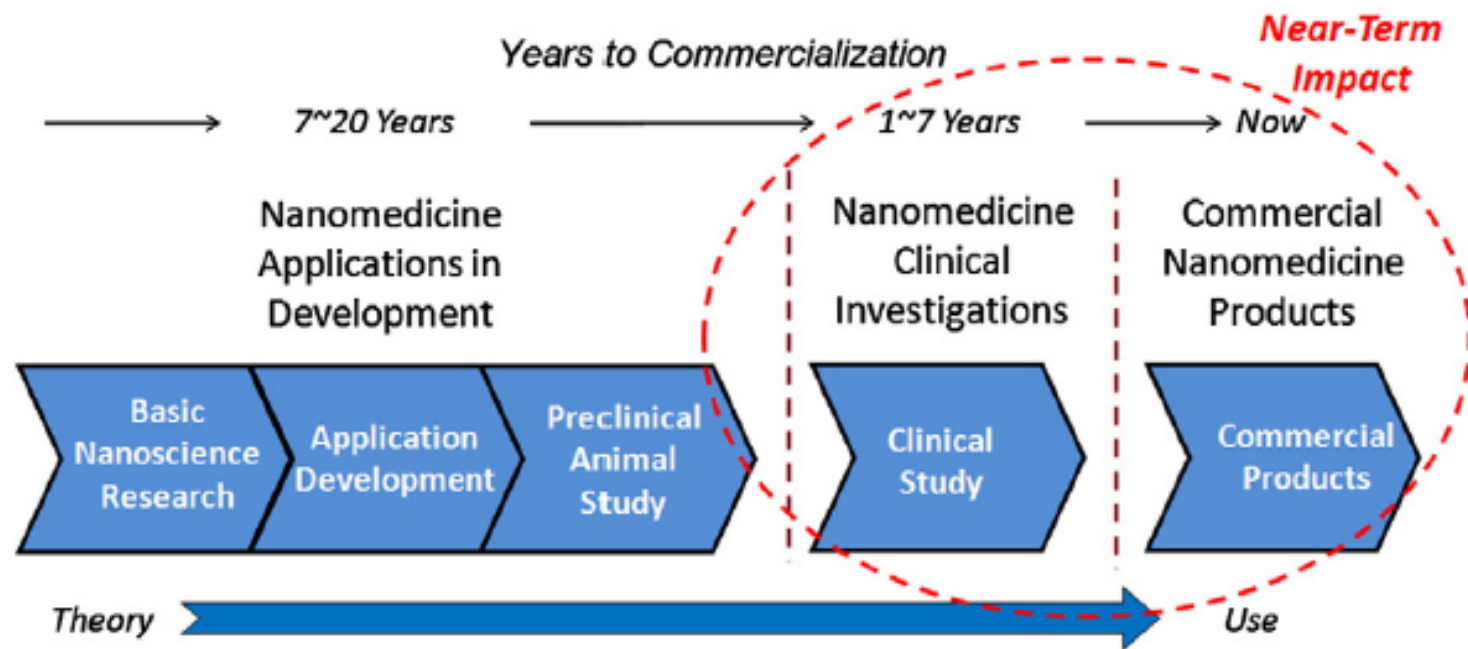 Near-Term
Impact
Years to Commercialization
7~20 Years
1~7 Years
Now
Nanomedicine
Applications in
Development
Nanomedicine
Clinical
Investigations
Commercial
Nanomedicine
Products
Basic
Nanoscience
Research
Application
Development
Preclinical
Animal
Study
Clinical
Study
Commercial
Products
Theory
Use